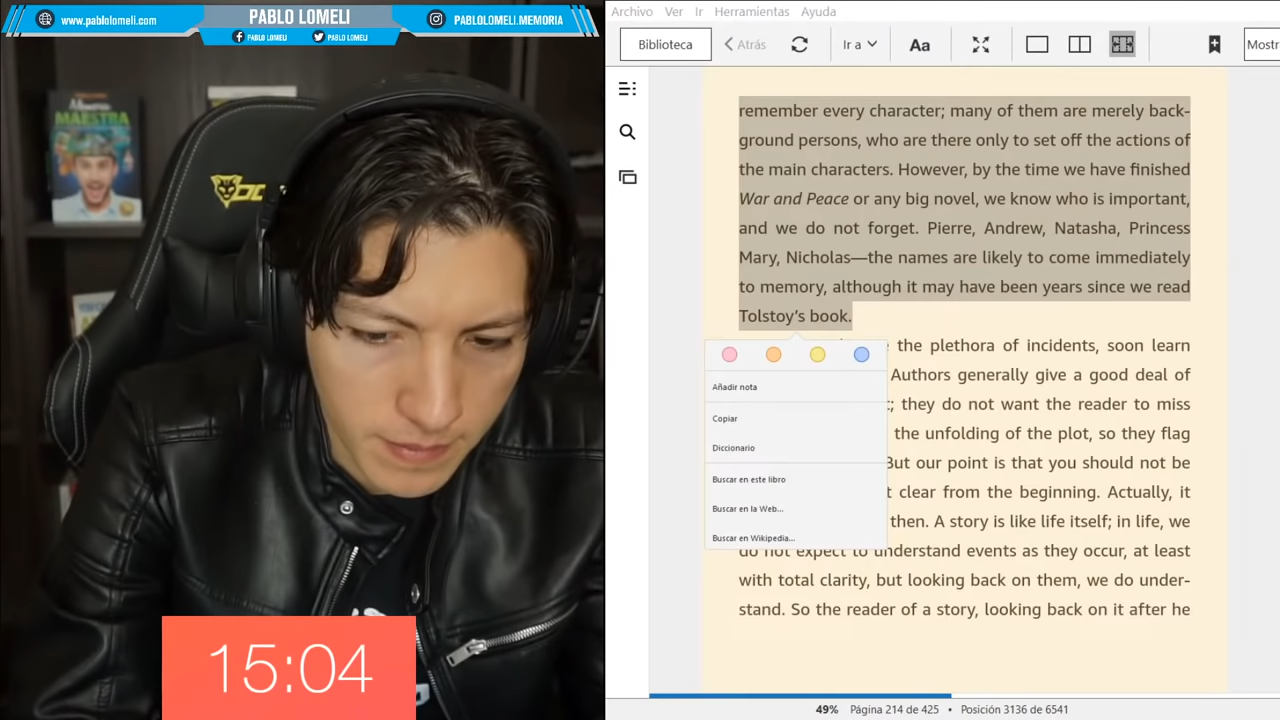 www.pablolomeli.com
PABLO LOMELI
PABLOLOMELI.MEMORIA
PABLO LOMELI
PABLO LOMELI
MAESTRA
15:04
Archivo Ver Ir Herramientas Ayuda
Biblioteca Atrás Ir a Aa Mostr
remember every character; many of them are merely back-
ground persons, who are there only to set off the actions of
the main characters. However, by the time we have finished
War and Peace or any big novel, we know who is important,
and we do not forget. Pierre, Andrew, Natasha, Princess
Mary, Nicholas—the names are likely to come immediately
to memory, although it may have been years since we read
Tolstoy's book.
the plethora of incidents, soon learn
Authors generally give a good deal of
; they do not want the reader to miss
the unfolding of the plot, so they flag
But our point is that you should not be
t clear from the beginning. Actually, it
then. A story is like life itself; in life, we
do not expect to understand events as they occur, at least
with total clarity, but looking back on them, we do under-
stand. So the reader of a story, looking back on it after he
Añadir nota
Copiar
Diccionario
Buscar en este libro
Buscar en la Web...
Buscar en Wikipedia...
49% Página 214 de 425 • Posición 3136 de 6541